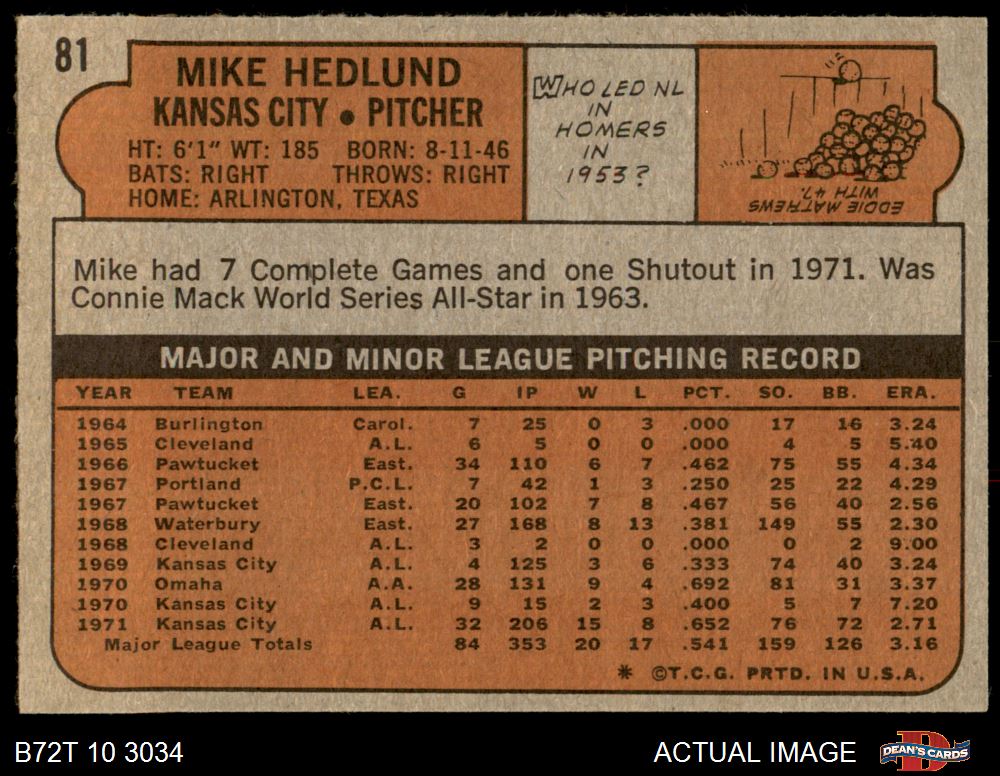 81
MIKE HEDLUND
KANSAS CITY • PITCHER
HT: 6'1" WT: 185 BORN: 8-11-46
BATS: RIGHT THROWS: RIGHT
HOME: ARLINGTON, TEXAS
WHO LED NL
IN
HOMERS
IN
1953?
EDDIE MATHEWS
WITH 47.
Mike had 7 Complete Games and one Shutout in 1971. Was
Connie Mack World Series All-Star in 1963.
MAJOR AND MINOR LEAGUE PITCHING RECORD
YEAR TEAM LEA. G IP W L PCT. SO. BB. ERA.
1964 Burlington Carol. 7 25 0 3 .000 17 16 3.24
1965 Cleveland A.L. 6 5 0 0 .000 4 5 5.40
1966 Pawtucket East. 34 110 6 7 .462 75 55 4.34
1967 Portland P.C.L. 7 42 1 3 .250 25 22 4.29
1967 Pawtucket East. 20 102 7 8 .467 56 40 2.56
1968 Waterbury East. 27 168 8 13 .381 149 55 2.30
1968 Cleveland A.L. 3 2 0 0 .000 0 2 9.00
1969 Kansas City A.L. 4 125 3 6 .333 74 40 3.24
1970 Omaha A.A. 28 131 9 4 .692 81 31 3.37
1970 Kansas City A.L. 9 15 2 3 .400 5 7 7.20
1971 Kansas City A.L. 32 206 15 8 .652 76 72 2.71
Major League Totals 84 353 20 17 .541 159 126 3.16
* ©T.C.G. PRTD. IN U.S.A.
B72T 10 3034
ACTUAL IMAGE
DEAN'S CARDS